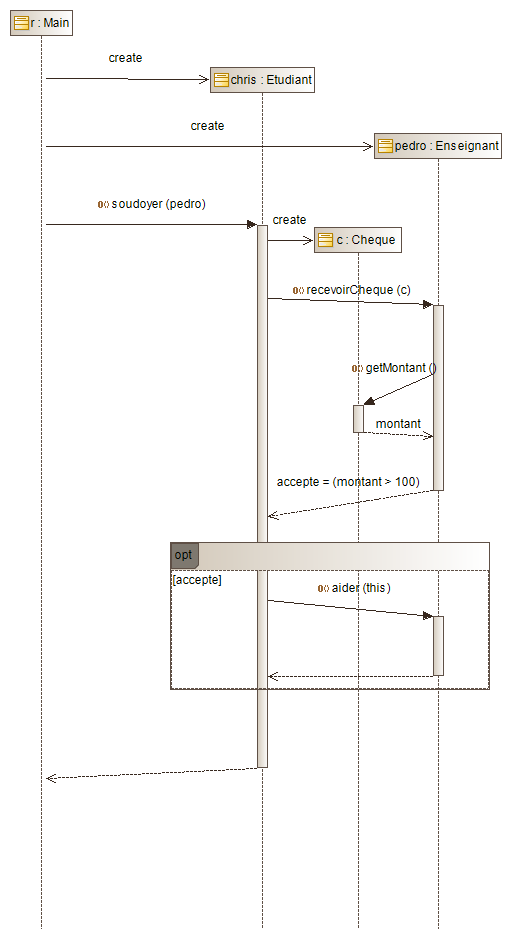 r : Main
create
chris : Etudiant
create
pedro : Enseignant
soudoyer (pedro)
create
c : Cheque
recevoirCheque (c)
getMontant ()
montant
accepte = (montant > 100)
opt
[accepte]
aider (this)